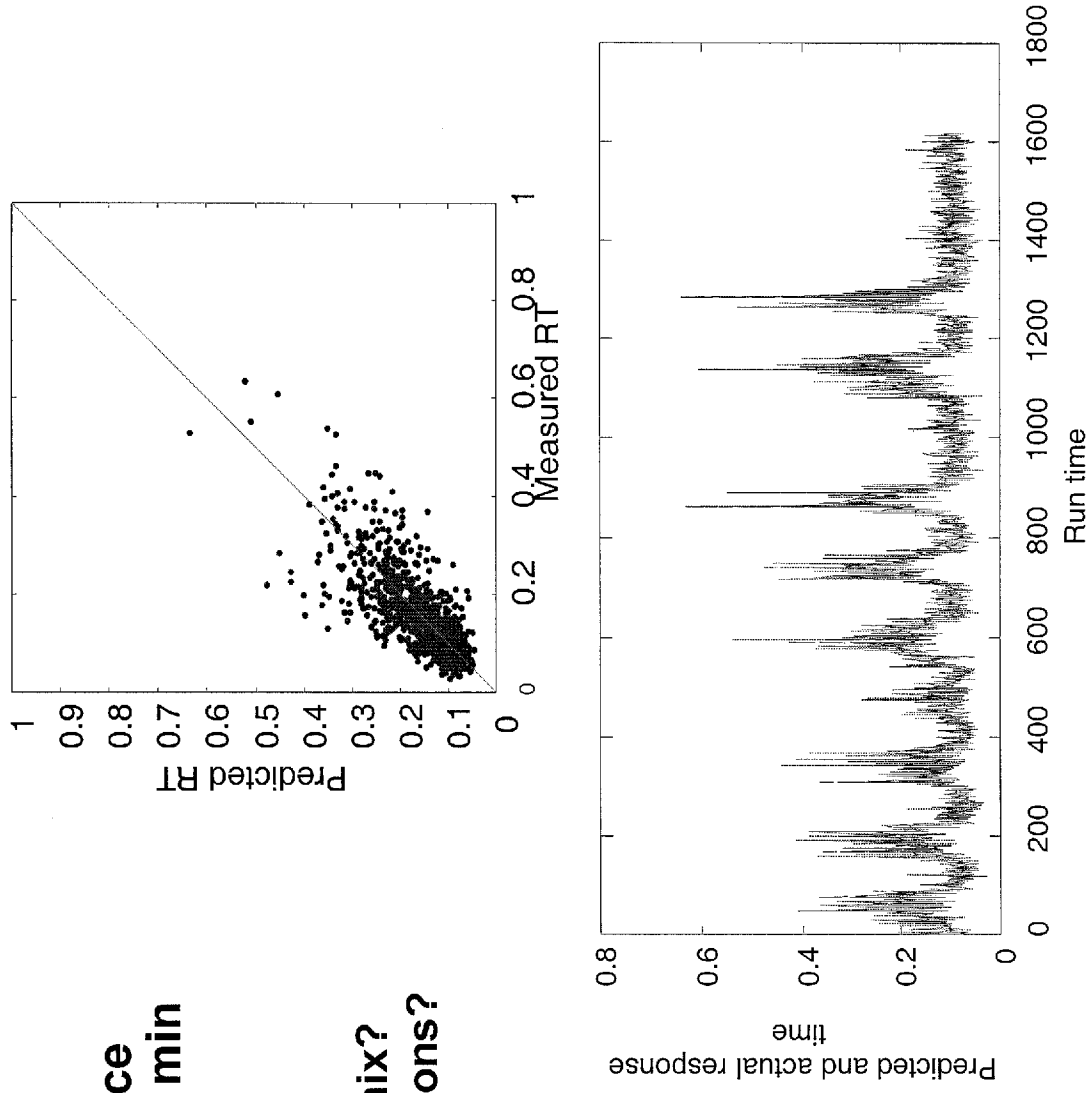 ce
min
nix?
ons?
Predicted RT
1
0.9
0.8
0.7
0.6
0.5
0.4
0.3
0.2
0.1
0
0 0.2 0.4 0.6 0.8 1
Measured RT
Predicted and actual response
time
0.8
0.6
0.4
0.2
0
0 200 400 600 800 1000 1200 1400 1600 1800
Run time